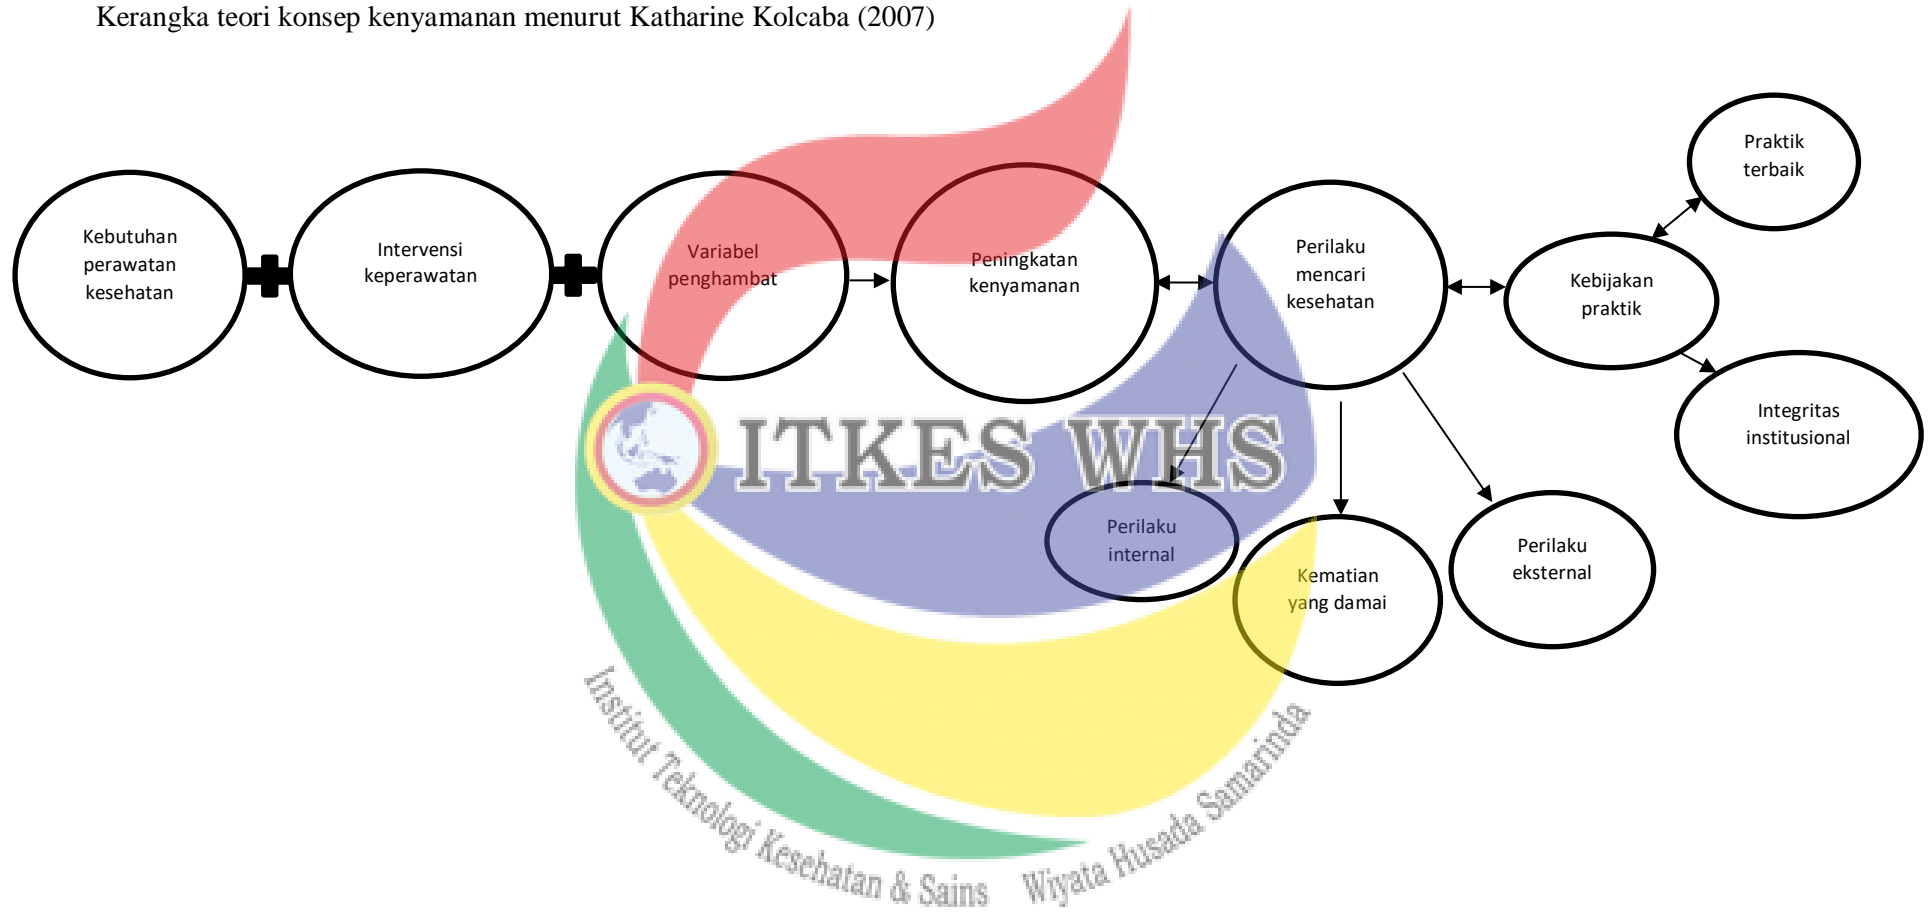 Kerangka teori konsep kenyamanan menurut Katharine Kolcaba (2007)
Kebutuhan
perawatan
kesehatan
Intervensi
keperawatan
Variabel
penghambat
Peningkatan
kenyamanan
Perilaku
mencari
kesehatan
Kebijakan
praktik
Praktik
terbaik
Integritas
institusional
Perilaku
internal
Kematian
yang damai
Perilaku
eksternal
ITKES WHS
Institut Teknologi Kesehatan & Sains Wiyata Husada Samarinda